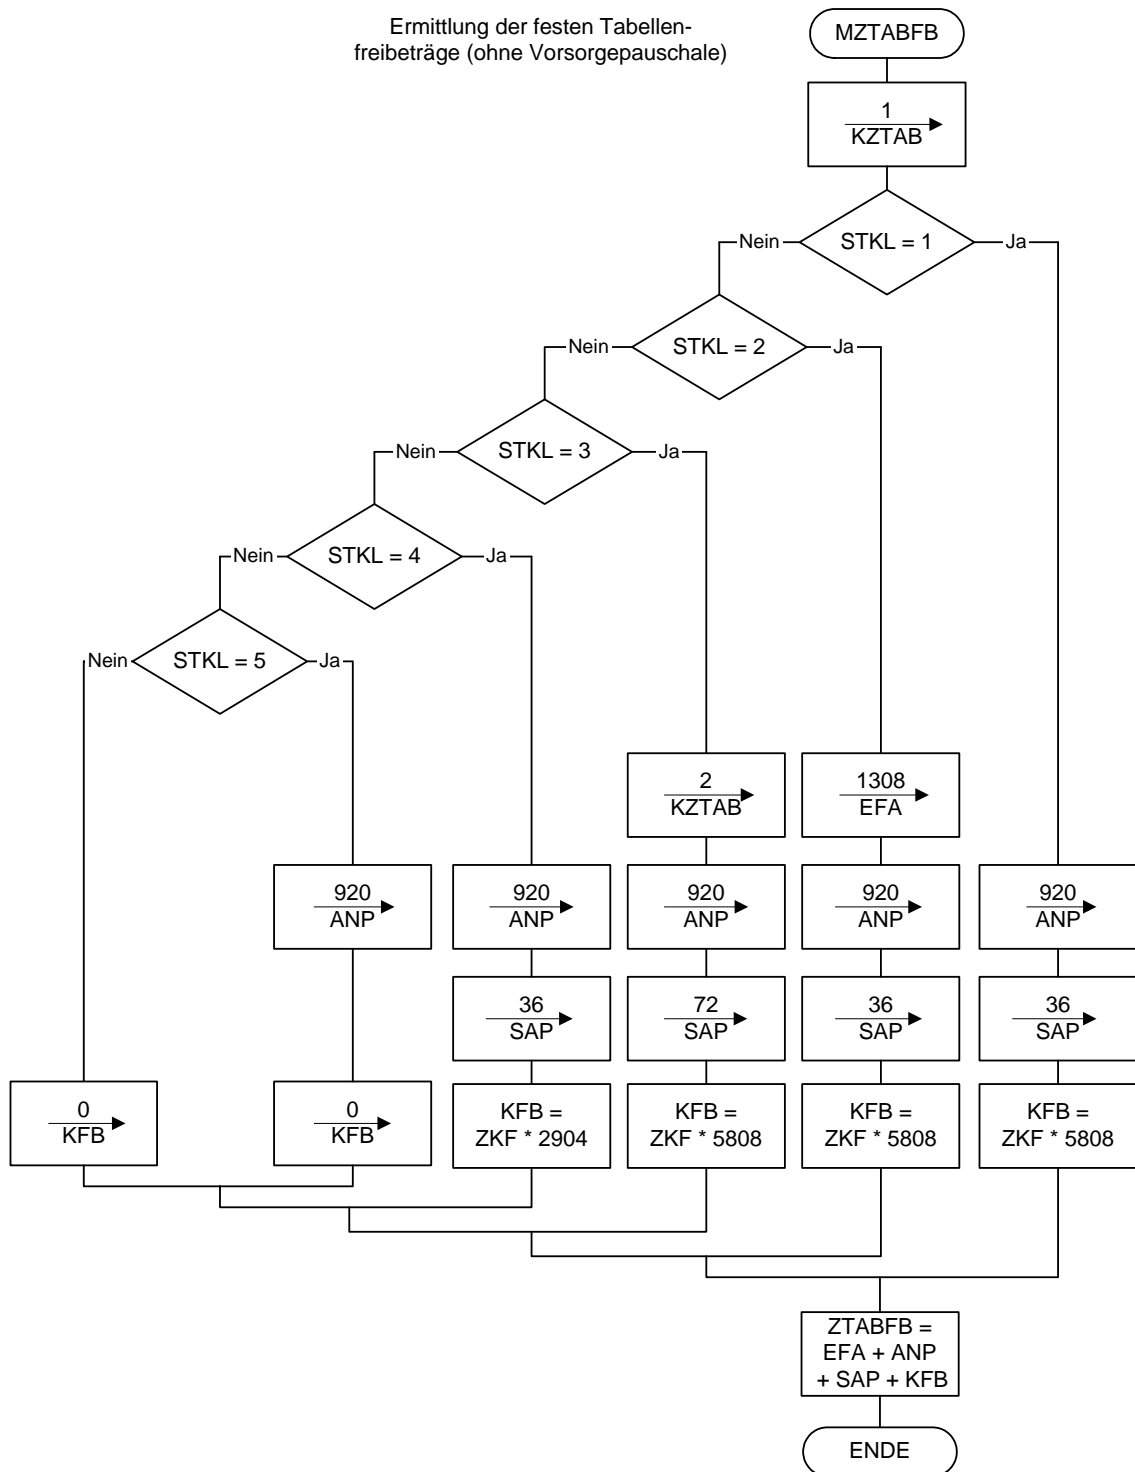 Ermittlung der festen Tabellen-
freibeträge (ohne Vorsorgepauschale)
MZTABFB
1
KZTAB
Nein
STKL = 1
Ja
Nein
STKL = 2
Ja
Nein
STKL = 3
Ja
Nein
STKL = 4
Ja
Nein
STKL = 5
Ja
2
KZTAB
1308
EFA
920
ANP
920
ANP
920
ANP
920
ANP
920
ANP
36
SAP
72
SAP
36
SAP
36
SAP
0
KFB
0
KFB
KFB =
ZKF * 2904
KFB =
ZKF * 5808
KFB =
ZKF * 5808
KFB =
ZKF * 5808
ZTABFB =
EFA + ANP
+ SAP + KFB
ENDE